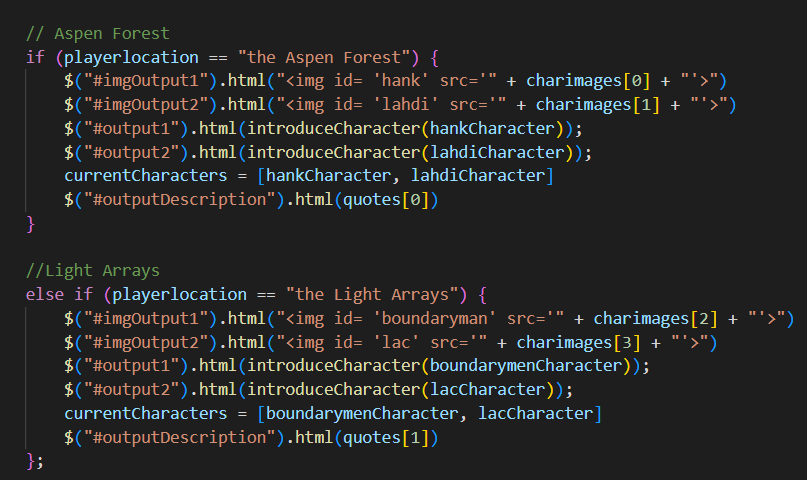 // Aspen Forest
if (playerlocation == "the Aspen Forest") {
    $("#imgOutput1").html("<img id= 'hank' src='" + charimages[0] + "'>")
    $("#imgOutput2").html("<img id= 'lahdi' src='" + charimages[1] + "'>")
    $("#output1").html(introduceCharacter(hankCharacter));
    $("#output2").html(introduceCharacter(lahdiCharacter));
    currentCharacters = [hankCharacter, lahdiCharacter]
    $("#outputDescription").html(quotes[0])
}

//Light Arrays
else if (playerlocation == "the Light Arrays") {
    $("#imgOutput1").html("<img id= 'boundaryman' src='" + charimages[2] + "'>")
    $("#imgOutput2").html("<img id= 'lac' src='" + charimages[3] + "'>")
    $("#output1").html(introduceCharacter(boundarymenCharacter));
    $("#output2").html(introduceCharacter(lacCharacter));
    currentCharacters = [boundarymenCharacter, lacCharacter]
    $("#outputDescription").html(quotes[1])
};